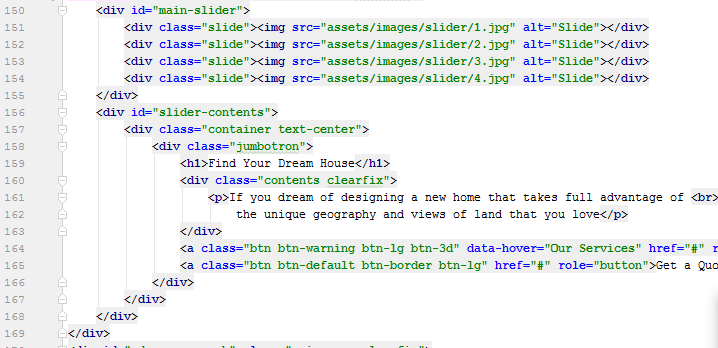 150 <div id="main-slider">
151 <div class="slide"><img src="assets/images/slider/1.jpg" alt="Slide"></div>
152 <div class="slide"><img src="assets/images/slider/2.jpg" alt="Slide"></div>
153 <div class="slide"><img src="assets/images/slider/3.jpg" alt="Slide"></div>
154 <div class="slide"><img src="assets/images/slider/4.jpg" alt="Slide"></div>
155 </div>
156 <div id="slider-contents">
157 <div class="container text-center">
158 <div class="jumbotron">
159 <h1>Find Your Dream House</h1>
160 <div class="contents clearfix">
161 <p>If you dream of designing a new home that takes full advantage of <br>
162 the unique geography and views of land that you love</p>
163 </div>
164 <a class="btn btn-warning btn-lg btn-3d" data-hover="Our Services" href="#" r
165 <a class="btn btn-default btn-border btn-lg" href="#" role="button">Get a Quo
166 </div>
167 </div>
168 </div>
169 </div>